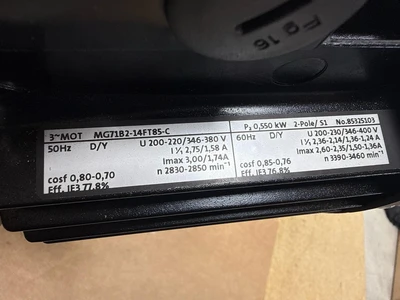 Fg 16
3~MOT MG71B2-14FT85-C P₂ 0,550 kW 2-Pole/ S1 No.85325103
50Hz D/Y U 200-220/346-380 V 60Hz D/Y U 200-230/346-400 V
I 1/1 2,75/1,58 A I 1/1 2,36-2,14/1,36-1,24 A
Imax 3,00/1,74A Imax 2,60-2,35/1,50-1,36A
cosf 0,80-0,70 n 2830-2850 min⁻¹ cosf 0,85-0,76 n 3390-3460 min⁻¹
Eff. IE3 77,8% Eff. IE3 76,8%